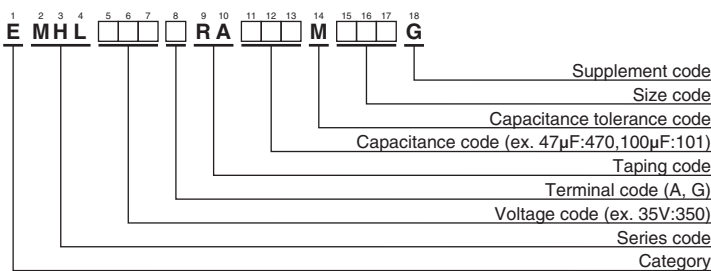 1 2 3 4 5 6 7 8 9 10 11 12 13 14 15 16 17 18
E MHL □□□ □ RA □□□ M □□□ G
Supplement code
Size code
Capacitance tolerance code
Capacitance code (ex. 47µF:470,100µF:101)
Taping code
Terminal code (A, G)
Voltage code (ex. 35V:350)
Series code
Category